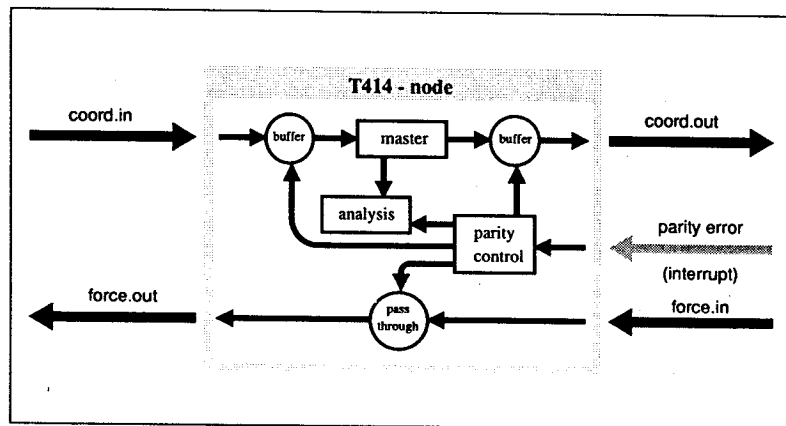 T414 - node
coord.in
buffer
master
buffer
coord.out
analysis
parity
control
parity error
(interrupt)
force.out
pass
through
force.in